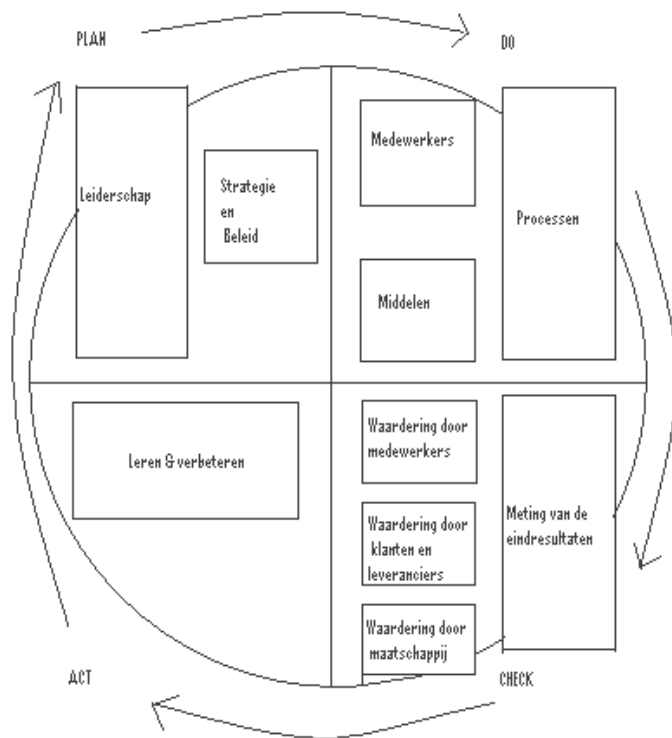 PLAN
DO
Leiderschap
Strategie
en
Beleid
Medewerkers
Middelen
Processen
Leren & verbeteren
Waardering door
medewerkers
Waardering door
klanten en
leveranciers
Waardering door
maatschappij
Meting van de
eindresultaten
ACT
CHECK